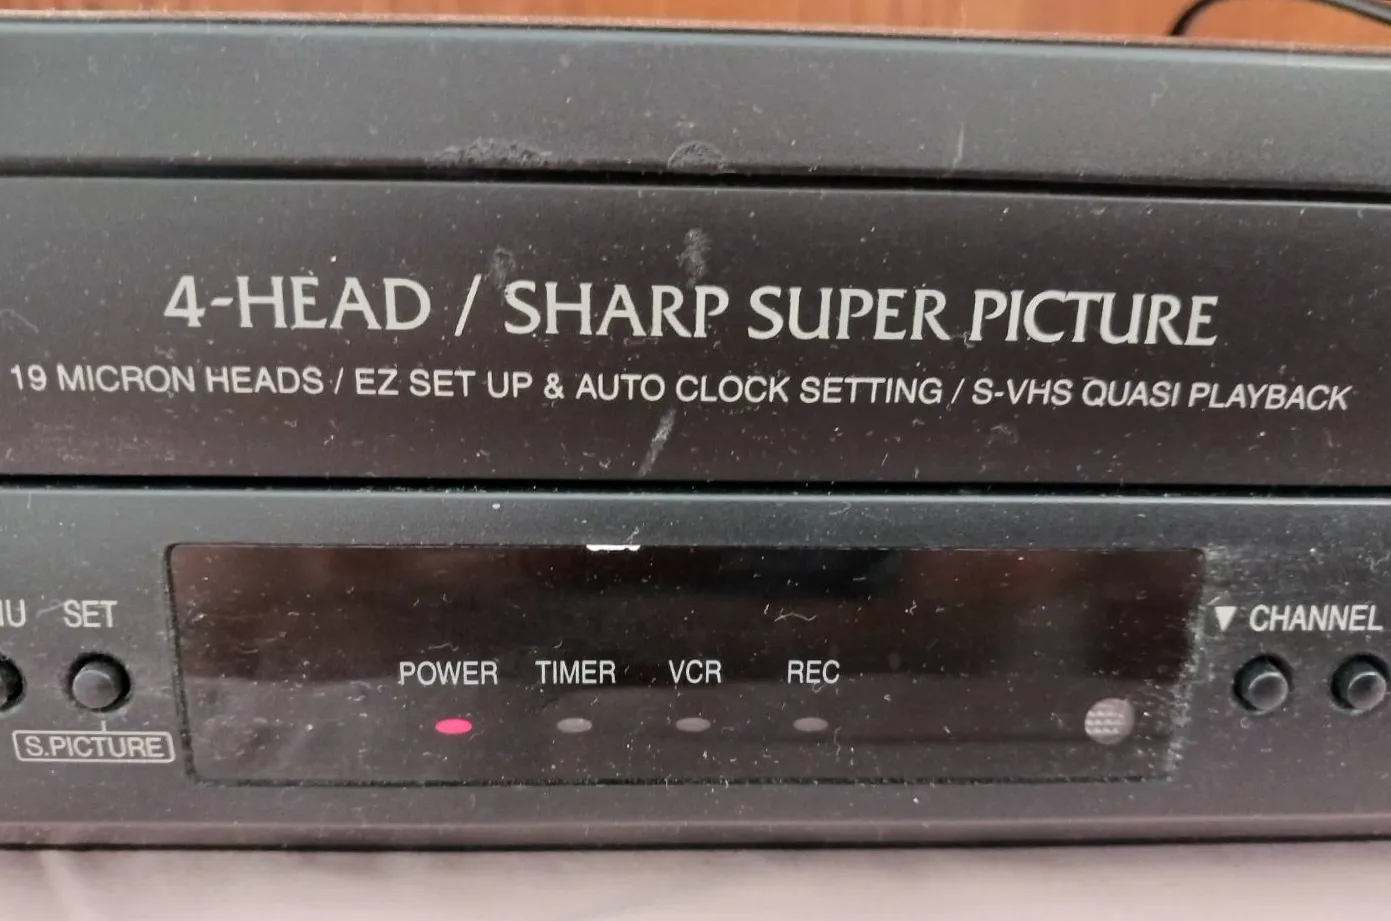 4-HEAD / SHARP SUPER PICTURE
19 MICRON HEADS / EZ SET UP & AUTO CLOCK SETTING / S-VHS QUASI PLAYBACK
SET
▼ CHANNEL
POWER TIMER VCR REC
S.PICTURE